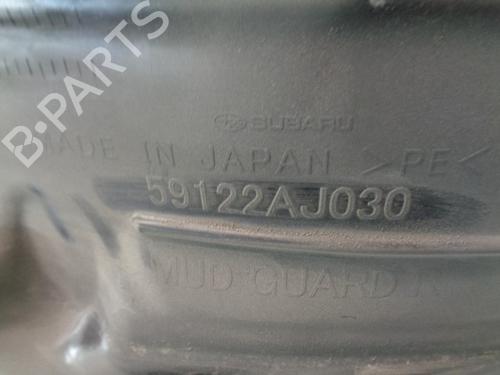 B-PARTS
SUBARU
MADE IN JAPAN >PE<
59122AJ030
MUD GUARD